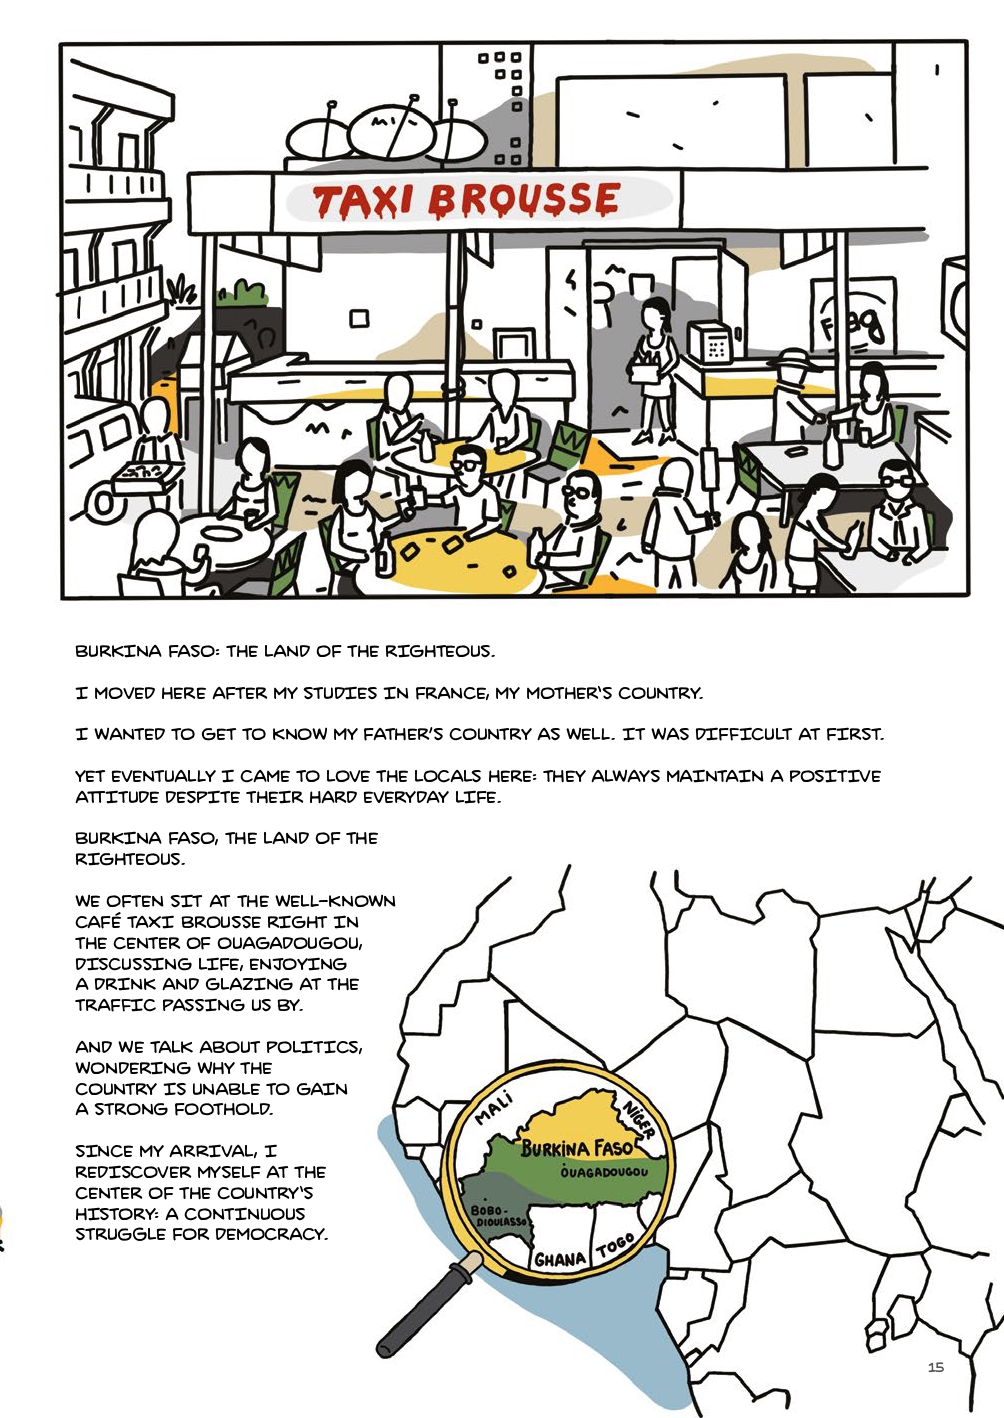 TAXI BROUSSE
BURKINA FASO: THE LAND OF THE RIGHTEOUS.
I MOVED HERE AFTER MY STUDIES IN FRANCE, MY MOTHER'S COUNTRY.
I WANTED TO GET TO KNOW MY FATHER'S COUNTRY AS WELL. IT WAS DIFFICULT AT FIRST.
YET EVENTUALLY I CAME TO LOVE THE LOCALS HERE: THEY ALWAYS MAINTAIN A POSITIVE
ATTITUDE DESPITE THEIR HARD EVERYDAY LIFE.
BURKINA FASO, THE LAND OF THE
RIGHTEOUS.
WE OFTEN SIT AT THE WELL-KNOWN
CAFÉ TAXI BROUSSE RIGHT IN
THE CENTER OF OUAGADOUGOU,
DISCUSSING LIFE, ENJOYING
A DRINK AND GLAZING AT THE
TRAFFIC PASSING US BY.
AND WE TALK ABOUT POLITICS,
WONDERING WHY THE
COUNTRY IS UNABLE TO GAIN
A STRONG FOOTHOLD.
SINCE MY ARRIVAL, I
REDISCOVER MYSELF AT THE
CENTER OF THE COUNTRY'S
HISTORY: A CONTINUOUS
STRUGGLE FOR DEMOCRACY.
MALI
NIGER
BURKINA FASO
OUAGADOUGOU
BOBO-
DIOULASSO
GHANA
TOGO
15